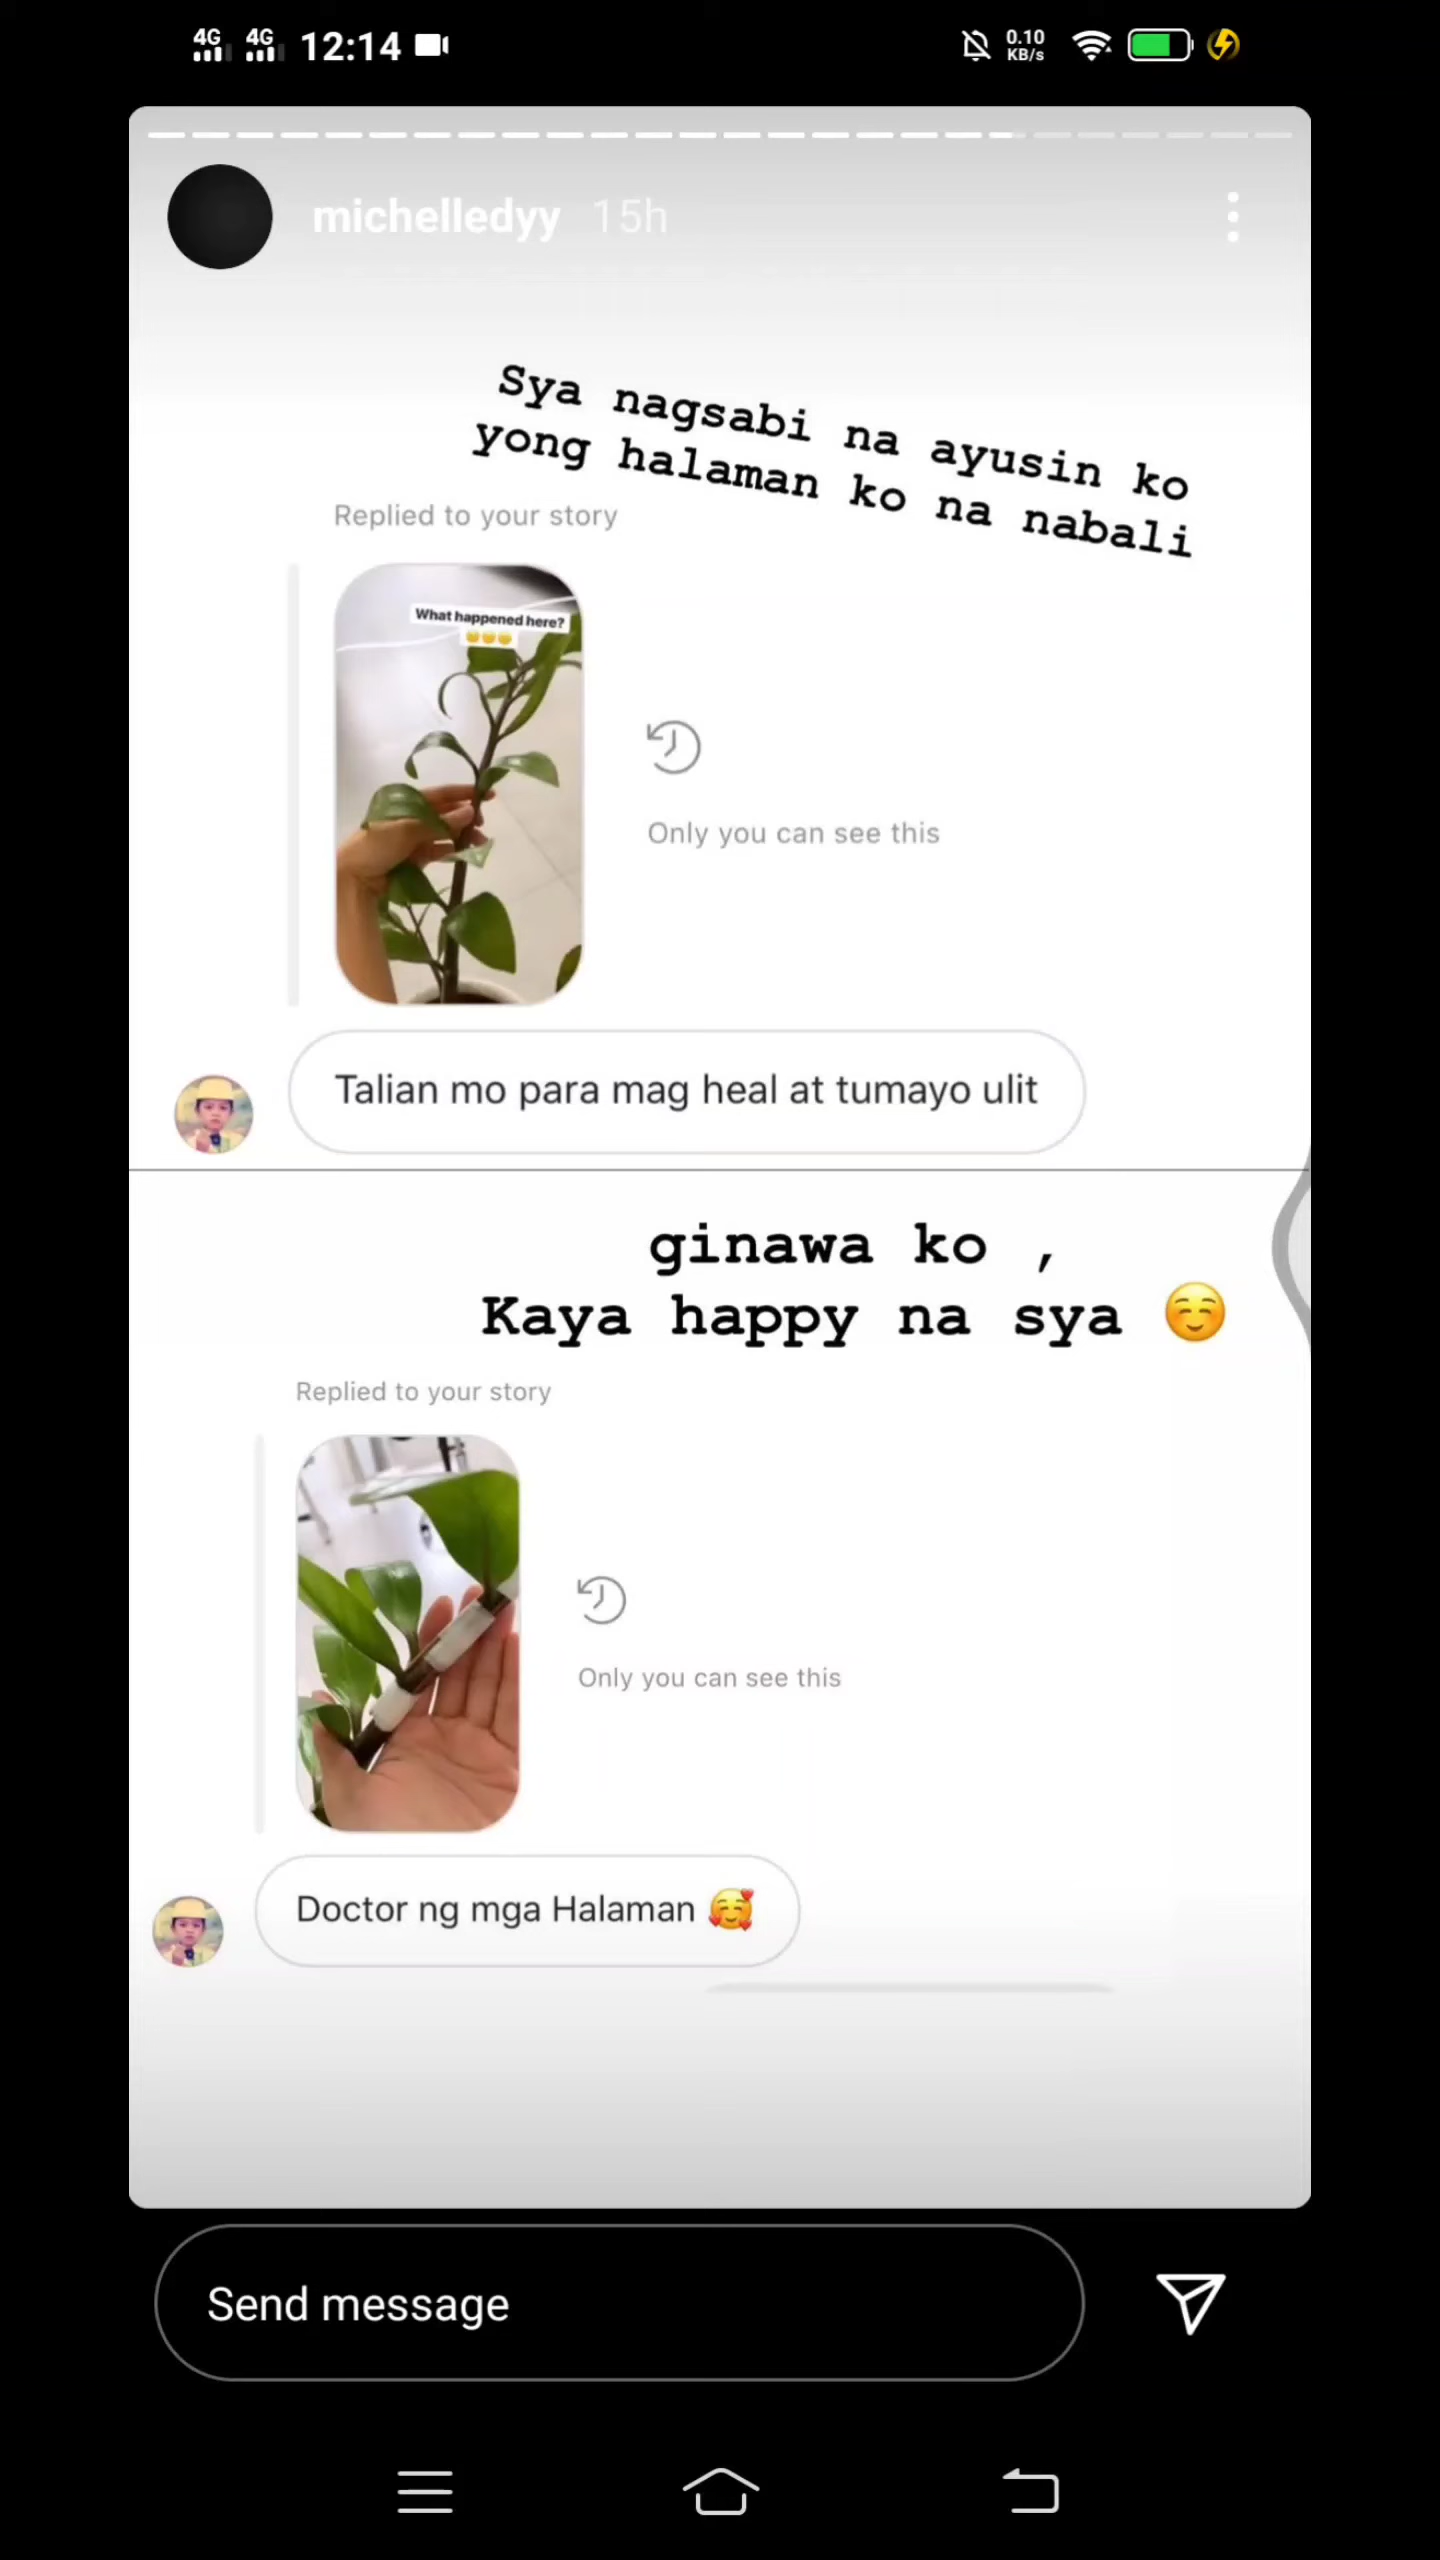 4G 4G 12:14 0.10 KB/s
michelledyy 15h
Sya nagsabi na ayusin ko
yong halaman ko na nabali
Replied to your story
What happened here?
Only you can see this
Talian mo para mag heal at tumayo ulit
ginawa ko ,
Kaya happy na sya ☺️
Replied to your story
Only you can see this
Doctor ng mga Halaman 🥰
Send message